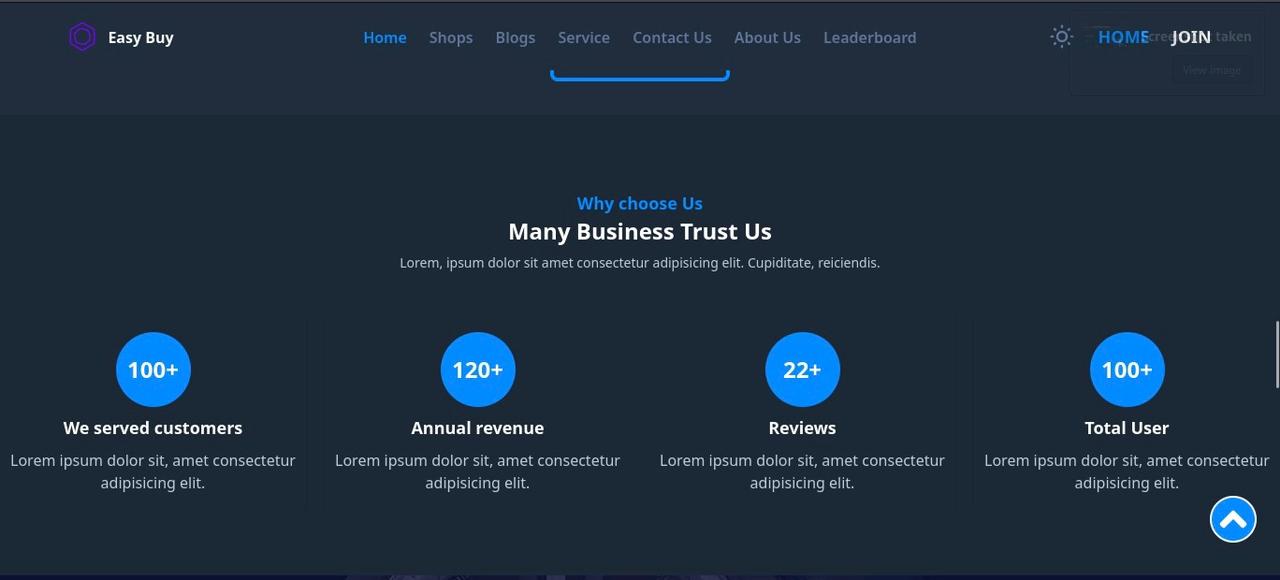 Easy Buy Home Shops Blogs Service Contact Us About Us Leaderboard HOME JOIN
taken
View image
Why choose Us
Many Business Trust Us
Lorem, ipsum dolor sit amet consectetur adipisicing elit. Cupiditate, reiciendis.
100+ 120+ 22+ 100+
We served customers Annual revenue Reviews Total User
Lorem ipsum dolor sit, amet consectetur Lorem ipsum dolor sit, amet consectetur Lorem ipsum dolor sit, amet consectetur Lorem ipsum dolor sit, amet consectetur
adipisicing elit. adipisicing elit. adipisicing elit. adipisicing elit.